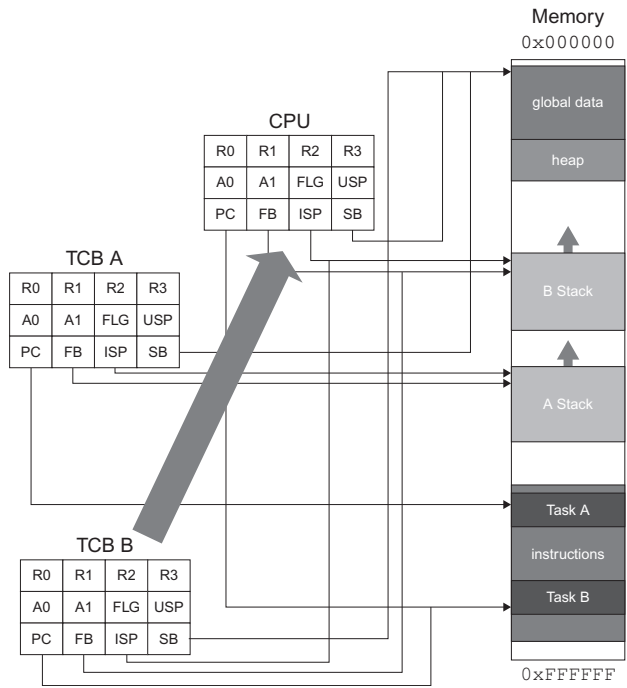 Memory
0x000000
global data
heap
B Stack
A Stack
Task A
instructions
Task B
0xFFFFFF
CPU
R0 R1 R2 R3
A0 A1 FLG USP
PC FB ISP SB
TCB A
R0 R1 R2 R3
A0 A1 FLG USP
PC FB ISP SB
TCB B
R0 R1 R2 R3
A0 A1 FLG USP
PC FB ISP SB